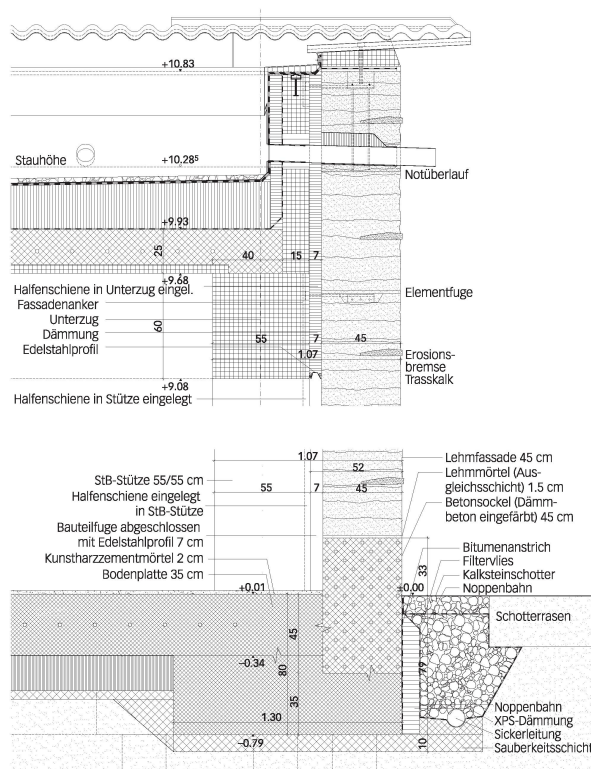 +10.83
Stauhöhe
+10.28⁵
Notüberlauf
+9.93
25
40
15
7
+9.68
Halfenschiene in Unterzug eingel.
Fassadenanker
Unterzug
Dämmung
Edelstahlprofil
60
Elementfuge
55
7
45
1.07
Erosions-
bremse
Trasskalk
+9.08
Halfenschiene in Stütze eingelegt
1.07
52
55
7
45
StB-Stütze 55/55 cm
Halfenschiene eingelegt
in StB-Stütze
Bauteilfuge abgeschlossen
mit Edelstahlprofil 7 cm
Kunstharzzementmörtel 2 cm
Bodenplatte 35 cm
Lehmfassade 45 cm
Lehmmörtel (Aus-
gleichsschicht) 1.5 cm
Betonsockel (Dämm-
beton eingefärbt) 45 cm
Bitumenanstrich
Filtervlies
Kalksteinschotter
Noppenbahn
33
+0,01
±0.00
Schotterrasen
45
−0.34
80
79
35
1.30
−0.79
10
Noppenbahn
XPS-Dämmung
Sickerleitung
Sauberkeitsschicht